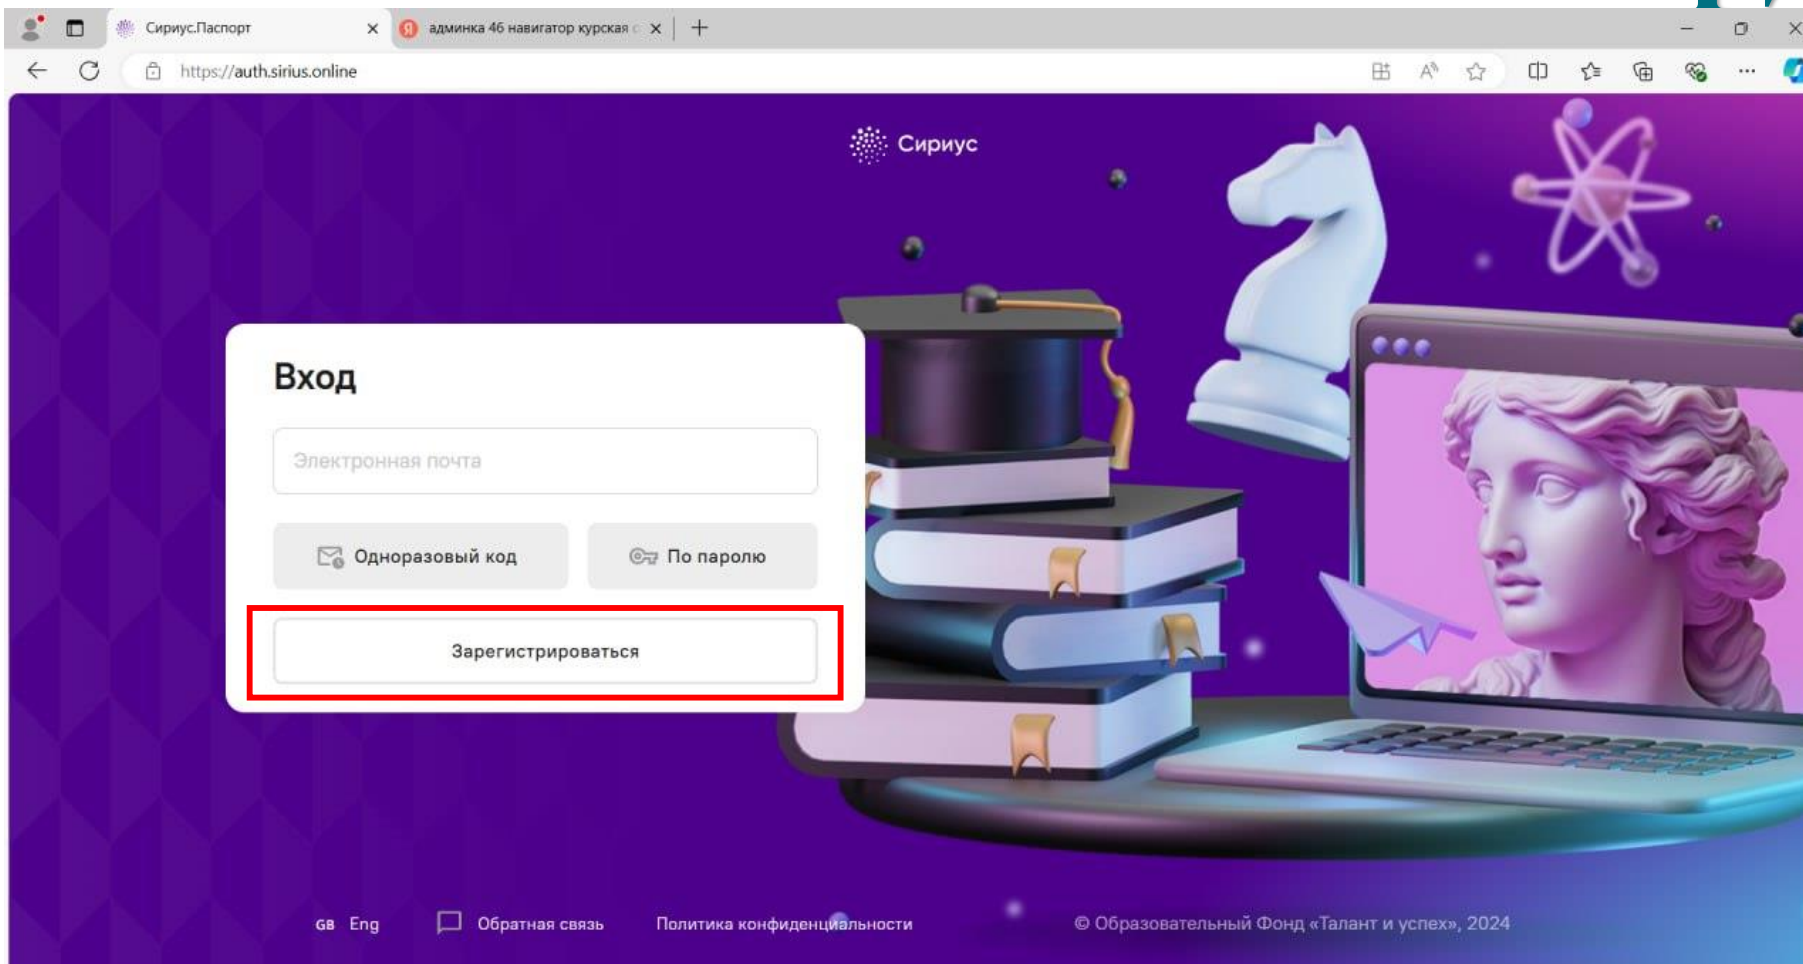 Сириус.Паспорт
админка 46 навигатор курская
https://auth.sirius.online
Сириус
Вход
Электронная почта
Одноразовый код
По паролю
Зарегистрироваться
GB Eng
Обратная связь
Политика конфиденциальности
© Образовательный Фонд «Талант и успех», 2024